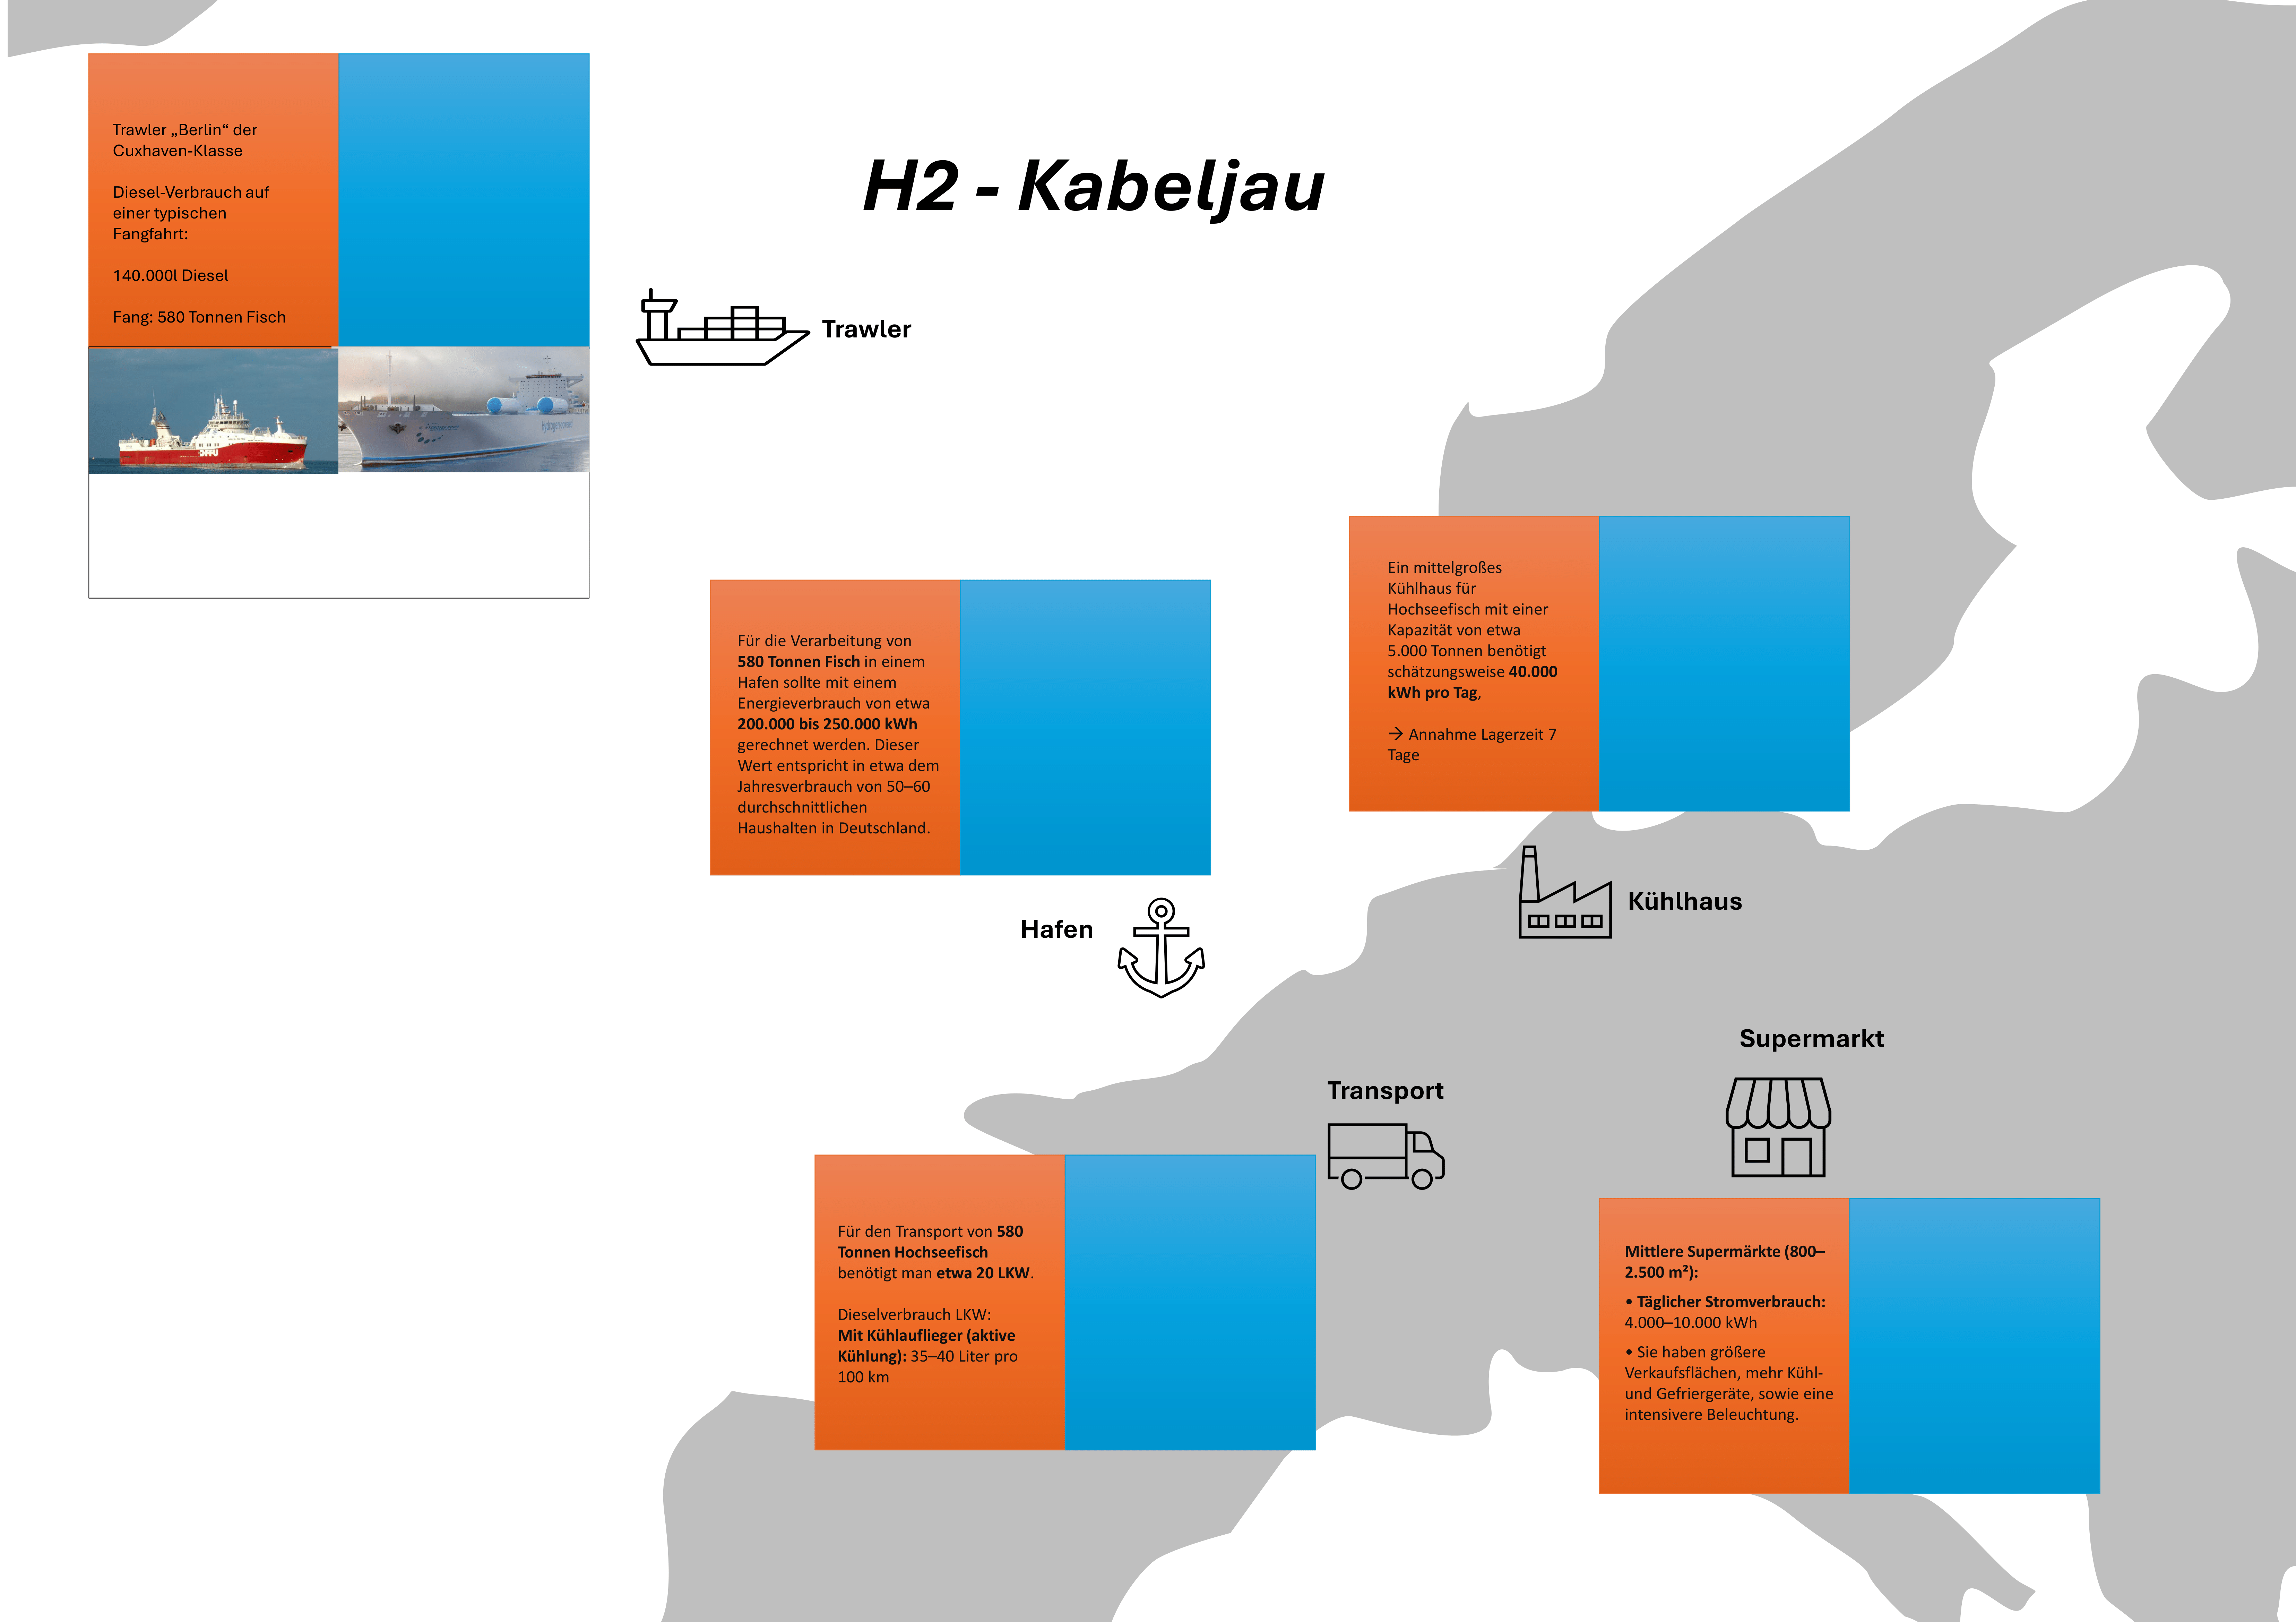 H2 - Kabeljau
Trawler „Berlin“ der
Cuxhaven-Klasse
Diesel-Verbrauch auf
einer typischen
Fangfahrt:
140.000l Diesel
Fang: 580 Tonnen Fisch
Trawler
Für die Verarbeitung von
580 Tonnen Fisch in einem
Hafen sollte mit einem
Energieverbrauch von etwa
200.000 bis 250.000 kWh
gerechnet werden. Dieser
Wert entspricht in etwa dem
Jahresverbrauch von 50–60
durchschnittlichen
Haushalten in Deutschland.
Hafen
Ein mittelgroßes
Kühlhaus für
Hochseefisch mit einer
Kapazität von etwa
5.000 Tonnen benötigt
schätzungsweise 40.000
kWh pro Tag,
→ Annahme Lagerzeit 7
Tage
Kühlhaus
Transport
Für den Transport von 580
Tonnen Hochseefisch
benötigt man etwa 20 LKW.
Dieselverbrauch LKW:
Mit Kühlauflieger (aktive
Kühlung): 35–40 Liter pro
100 km
Supermarkt
Mittlere Supermärkte (800–
2.500 m²):
• Täglicher Stromverbrauch:
4.000–10.000 kWh
• Sie haben größere
Verkaufsflächen, mehr Kühl-
und Gefriergeräte, sowie eine
intensivere Beleuchtung.